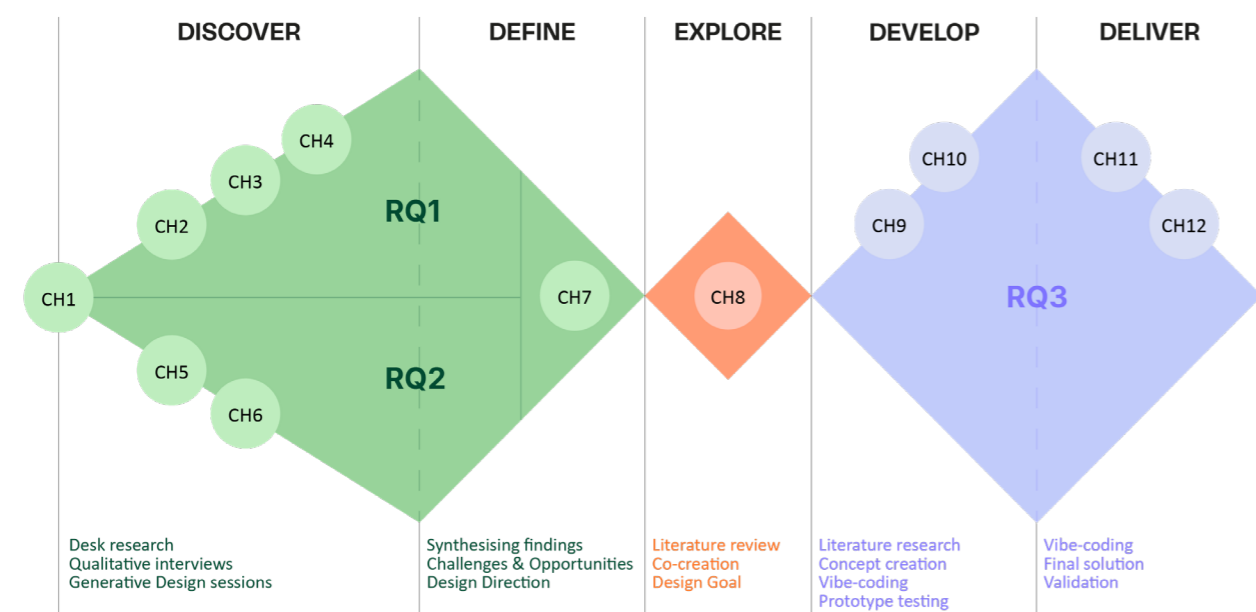 DISCOVER
DEFINE
EXPLORE
DEVELOP
DELIVER
CH4
CH3
CH2
CH1
CH5
CH6
RQ1
RQ2
CH7
CH8
CH10
CH9
CH11
CH12
RQ3
Desk research
Qualitative interviews
Generative Design sessions
Synthesising findings
Challenges & Opportunities
Design Direction
Literature review
Co-creation
Design Goal
Literature research
Concept creation
Vibe-coding
Prototype testing
Vibe-coding
Final solution
Validation